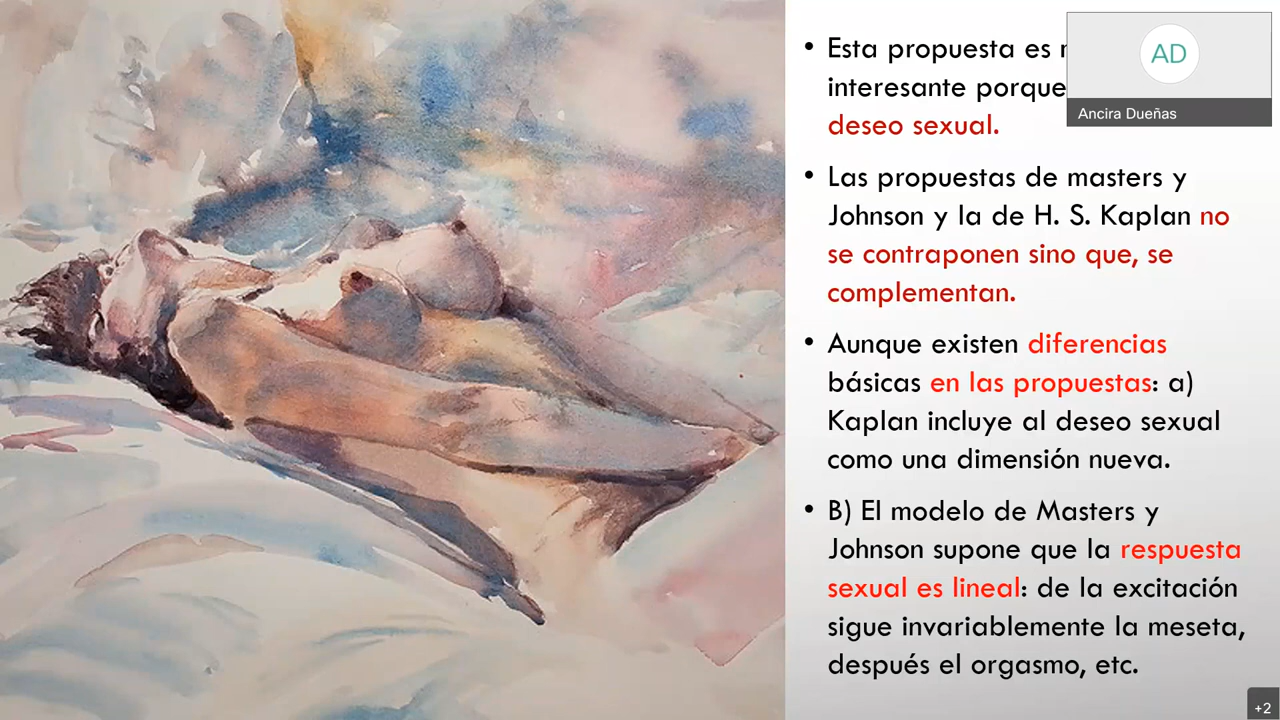 • Esta propuesta es
interesante porque
deseo sexual.
• Las propuestas de masters y
Johnson y la de H. S. Kaplan no
se contraponen sino que, se
complementan.
• Aunque existen diferencias
básicas en las propuestas: a)
Kaplan incluye al deseo sexual
como una dimensión nueva.
• B) El modelo de Masters y
Johnson supone que la respuesta
sexual es lineal: de la excitación
sigue invariablemente la meseta,
después el orgasmo, etc.
AD
Ancira Dueñas
+2